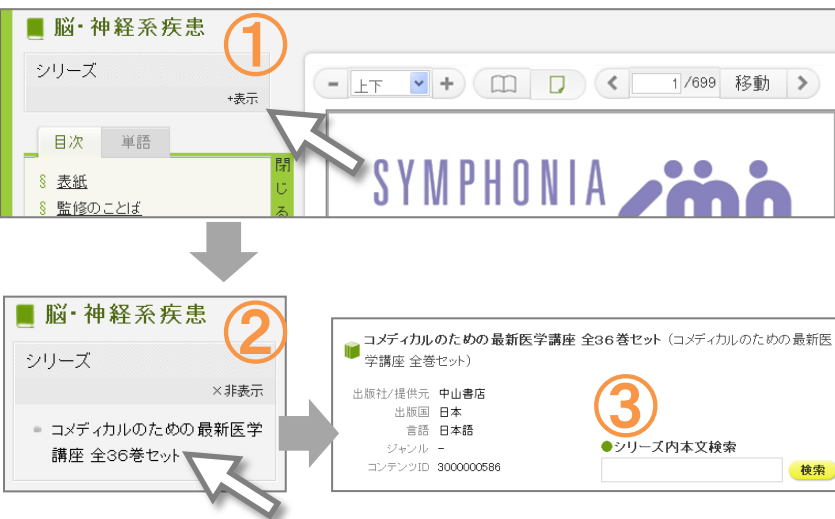 脳・神経系疾患
①
シリーズ
+表示
目次 単語
§ 表紙
§ 監修のことば
閉じる
- 上下 +
1 /699 移動
SYMPHONIA
脳・神経系疾患
②
シリーズ
×非表示
コメディカルのための最新医学
講座 全36巻セット
コメディカルのための最新医学講座 全36巻セット（コメディカルのための最新医
学講座 全巻セット）
出版社/提供元 中山書店
出版国 日本
言語 日本語
ジャンル -
コンテンツID 3000000586
③
●シリーズ内本文検索
検索